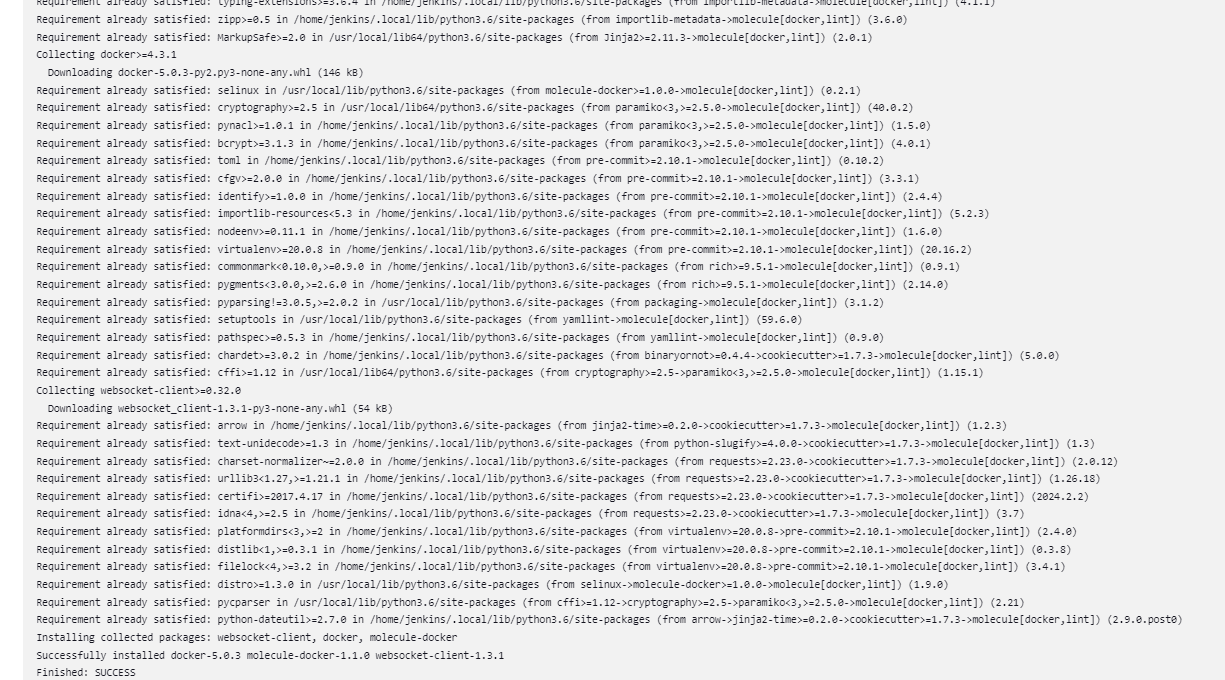 Requirement already satisfied: typing-extensions>=3.6.4 in /home/jenkins/.local/lib/python3.6/site-packages (from importlib-metadata->molecule[docker,lint]) (4.1.1)
Requirement already satisfied: zipp>=0.5 in /home/jenkins/.local/lib/python3.6/site-packages (from importlib-metadata->molecule[docker,lint]) (3.6.0)
Requirement already satisfied: MarkupSafe>=2.0 in /usr/local/lib64/python3.6/site-packages (from Jinja2>=2.11.3->molecule[docker,lint]) (2.0.1)
Collecting docker>=4.3.1
Downloading docker-5.0.3-py2.py3-none-any.whl (146 kB)
Requirement already satisfied: selinux in /usr/local/lib/python3.6/site-packages (from molecule-docker>=1.0.0->molecule[docker,lint]) (0.2.1)
Requirement already satisfied: cryptography>=2.5 in /usr/local/lib64/python3.6/site-packages (from paramiko<3,>=2.5.0->molecule[docker,lint]) (40.0.2)
Requirement already satisfied: pynacl>=1.0.1 in /home/jenkins/.local/lib/python3.6/site-packages (from paramiko<3,>=2.5.0->molecule[docker,lint]) (1.5.0)
Requirement already satisfied: bcrypt>=3.1.3 in /home/jenkins/.local/lib/python3.6/site-packages (from paramiko<3,>=2.5.0->molecule[docker,lint]) (4.0.1)
Requirement already satisfied: toml in /home/jenkins/.local/lib/python3.6/site-packages (from pre-commit>=2.10.1->molecule[docker,lint]) (0.10.2)
Requirement already satisfied: cfgv>=2.0.0 in /home/jenkins/.local/lib/python3.6/site-packages (from pre-commit>=2.10.1->molecule[docker,lint]) (3.3.1)
Requirement already satisfied: identify>=1.0.0 in /home/jenkins/.local/lib/python3.6/site-packages (from pre-commit>=2.10.1->molecule[docker,lint]) (2.4.4)
Requirement already satisfied: importlib-resources<5.3 in /home/jenkins/.local/lib/python3.6/site-packages (from pre-commit>=2.10.1->molecule[docker,lint]) (5.2.3)
Requirement already satisfied: nodeenv>=0.11.1 in /home/jenkins/.local/lib/python3.6/site-packages (from pre-commit>=2.10.1->molecule[docker,lint]) (1.6.0)
Requirement already satisfied: virtualenv>=20.0.8 in /home/jenkins/.local/lib/python3.6/site-packages (from pre-commit>=2.10.1->molecule[docker,lint]) (20.16.2)
Requirement already satisfied: commonmark<0.10.0,>=0.9.0 in /home/jenkins/.local/lib/python3.6/site-packages (from rich>=9.5.1->molecule[docker,lint]) (0.9.1)
Requirement already satisfied: pygments<3.0.0,>=2.6.0 in /home/jenkins/.local/lib/python3.6/site-packages (from rich>=9.5.1->molecule[docker,lint]) (2.14.0)
Requirement already satisfied: pyparsing!=3.0.5,>=2.0.2 in /usr/local/lib/python3.6/site-packages (from packaging->molecule[docker,lint]) (3.1.2)
Requirement already satisfied: setuptools in /usr/local/lib/python3.6/site-packages (from yamllint->molecule[docker,lint]) (59.6.0)
Requirement already satisfied: pathspec>=0.5.3 in /usr/local/lib/python3.6/site-packages (from yamllint->molecule[docker,lint]) (0.9.0)
Requirement already satisfied: chardet>=3.0.2 in /home/jenkins/.local/lib/python3.6/site-packages (from binaryornot>=0.4.4->cookiecutter>=1.7.3->molecule[docker,lint]) (5.0.0)
Requirement already satisfied: cffi>=1.12 in /usr/local/lib64/python3.6/site-packages (from cryptography>=2.5->paramiko<3,>=2.5.0->molecule[docker,lint]) (1.15.1)
Collecting websocket-client>=0.32.0
Downloading websocket_client-1.3.1-py3-none-any.whl (54 kB)
Requirement already satisfied: arrow in /home/jenkins/.local/lib/python3.6/site-packages (from jinja2-time>=0.2.0->cookiecutter>=1.7.3->molecule[docker,lint]) (1.2.3)
Requirement already satisfied: text-unidecode>=1.3 in /home/jenkins/.local/lib/python3.6/site-packages (from python-slugify>=4.0.0->cookiecutter>=1.7.3->molecule[docker,lint]) (1.3)
Requirement already satisfied: charset-normalizer~=2.0.0 in /home/jenkins/.local/lib/python3.6/site-packages (from requests>=2.23.0->cookiecutter>=1.7.3->molecule[docker,lint]) (2.0.12)
Requirement already satisfied: urllib3<1.27,>=1.21.1 in /home/jenkins/.local/lib/python3.6/site-packages (from requests>=2.23.0->cookiecutter>=1.7.3->molecule[docker,lint]) (1.26.18)
Requirement already satisfied: certifi>=2017.4.17 in /home/jenkins/.local/lib/python3.6/site-packages (from requests>=2.23.0->cookiecutter>=1.7.3->molecule[docker,lint]) (2024.2.2)
Requirement already satisfied: idna<4,>=2.5 in /home/jenkins/.local/lib/python3.6/site-packages (from requests>=2.23.0->cookiecutter>=1.7.3->molecule[docker,lint]) (3.7)
Requirement already satisfied: platformdirs<3,>=2 in /home/jenkins/.local/lib/python3.6/site-packages (from virtualenv>=20.0.8->pre-commit>=2.10.1->molecule[docker,lint]) (2.4.0)
Requirement already satisfied: distlib<1,>=0.3.1 in /home/jenkins/.local/lib/python3.6/site-packages (from virtualenv>=20.0.8->pre-commit>=2.10.1->molecule[docker,lint]) (0.3.8)
Requirement already satisfied: filelock<4,>=3.2 in /home/jenkins/.local/lib/python3.6/site-packages (from virtualenv>=20.0.8->pre-commit>=2.10.1->molecule[docker,lint]) (3.4.1)
Requirement already satisfied: distro>=1.3.0 in /usr/local/lib/python3.6/site-packages (from selinux->molecule-docker>=1.0.0->molecule[docker,lint]) (1.9.0)
Requirement already satisfied: pycparser in /usr/local/lib/python3.6/site-packages (from cffi>=1.12->cryptography>=2.5->paramiko<3,>=2.5.0->molecule[docker,lint]) (2.21)
Requirement already satisfied: python-dateutil>=2.7.0 in /home/jenkins/.local/lib/python3.6/site-packages (from arrow->jinja2-time>=0.2.0->cookiecutter>=1.7.3->molecule[docker,lint]) (2.9.0.post0)
Installing collected packages: websocket-client, docker, molecule-docker
Successfully installed docker-5.0.3 molecule-docker-1.1.0 websocket-client-1.3.1
Finished: SUCCESS